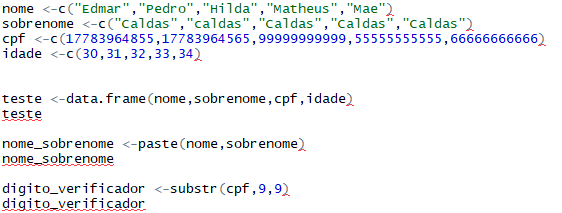 nome <-c("Edmar","Pedro","Hilda","Matheus","Mae")
sobrenome <-c("Caldas","caldas","Caldas","Caldas","Caldas")
cpf <-c(17783964855,17783964565,99999999999,55555555555,66666666666)
idade <-c(30,31,32,33,34)
teste <-data.frame(nome,sobrenome,cpf,idade)
teste
nome_sobrenome <-paste(nome,sobrenome)
nome_sobrenome
digito_verificador <-substr(cpf,9,9)
digito_verificador